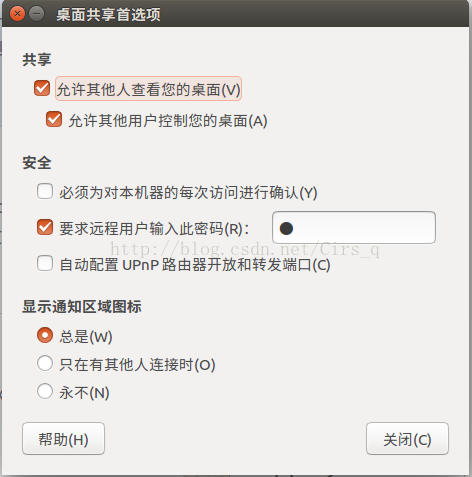 桌面共享首选项
共享
允许其他人查看您的桌面(V)
允许其他用户控制您的桌面(A)
安全
必须为对本机器的每次访问进行确认(Y)
要求远程用户输入此密码(R)：
http://blog.csdn.net/Cirs_q
自动配置 UPnP 路由器开放和转发端口(C)
显示通知区域图标
总是(W)
只在有其他人连接时(O)
永不(N)
帮助(H)
关闭(C)